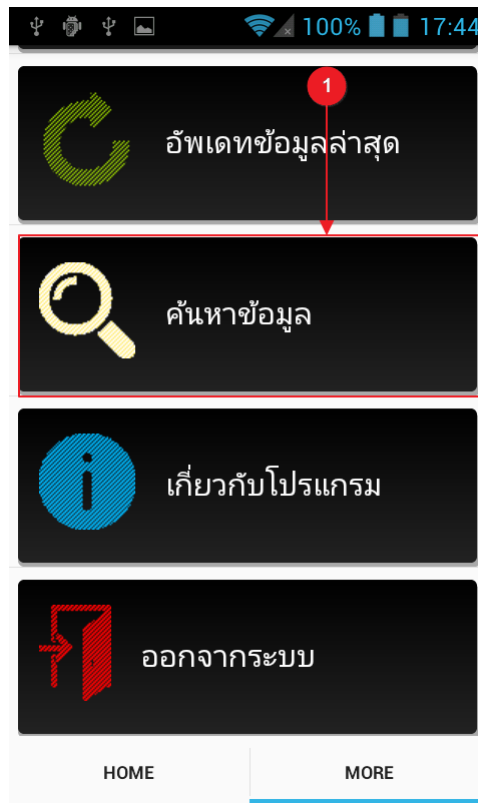 100% 17:44
1
อัพเดทข้อมูลล่าสุด
ค้นหาข้อมูล
เกี่ยวกับโปรแกรม
ออกจากระบบ
HOME MORE